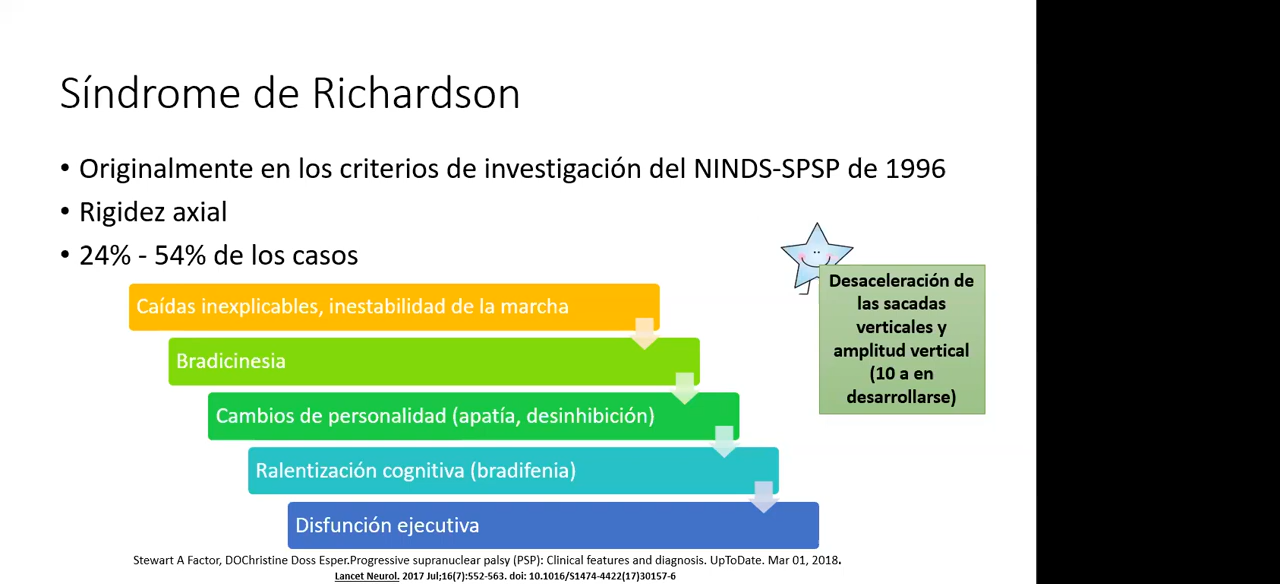 Síndrome de Richardson
• Originalmente en los criterios de investigación del NINDS-SPSP de 1996
• Rigidez axial
• 24% - 54% de los casos
Caídas inexplicables, inestabilidad de la marcha
Bradicinesia
Cambios de personalidad (apatía, desinhibición)
Ralentización cognitiva (bradifenia)
Disfunción ejecutiva
Desaceleración de
las sacadas
verticales y
amplitud vertical
(10 a en
desarrollarse)
Stewart A Factor, DOChristine Doss Esper.Progressive supranuclear palsy (PSP): Clinical features and diagnosis. UpToDate. Mar 01, 2018.
Lancet Neurol. 2017 Jul;16(7):552-563. doi: 10.1016/S1474-4422(17)30157-6